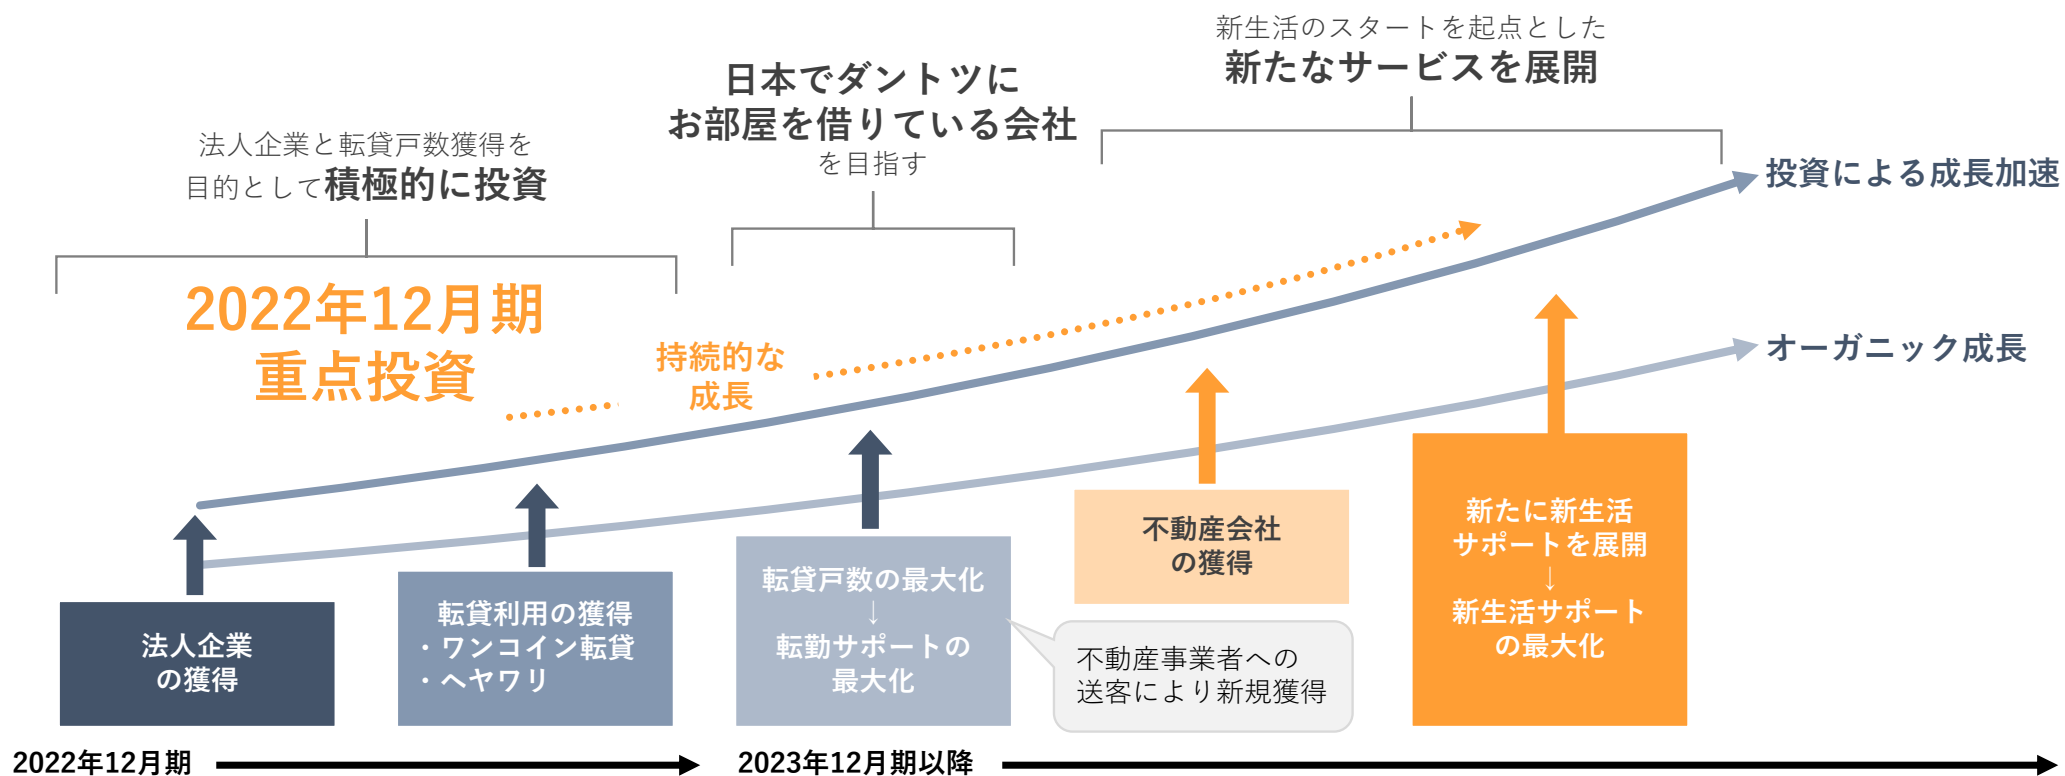 新生活のスタートを起点とした
新たなサービスを展開
日本でダントツに
お部屋を借りている会社
を目指す
法人企業と転貸戸数獲得を
目的として積極的に投資
投資による成長加速
2022年12月期
重点投資
持続的な
成長
オーガニック成長
法人企業
の獲得
転貸利用の獲得
・ワンコイン転貸
・ヘヤワリ
転貸戸数の最大化
↓
転勤サポートの
最大化
不動産会社
の獲得
不動産事業者への
送客により新規獲得
新たに新生活
サポートを展開
↓
新生活サポート
の最大化
2022年12月期
2023年12月期以降